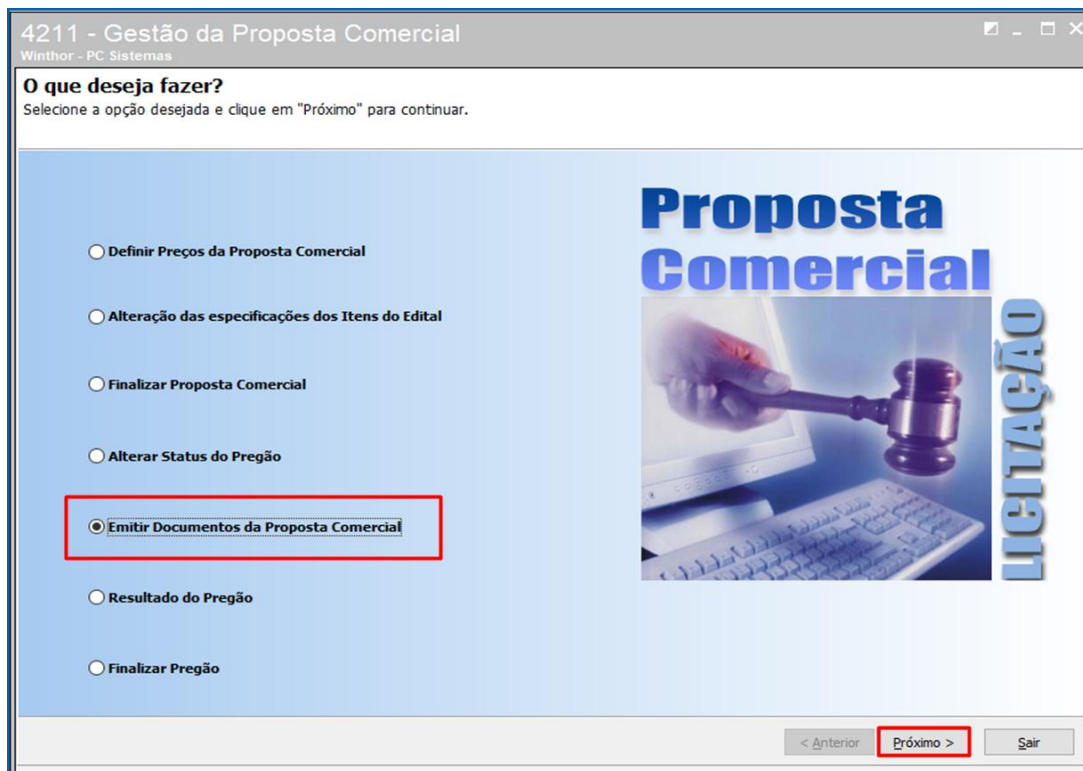 4211 - Gestão da Proposta Comercial
Winthor - PC Sistemas
O que deseja fazer?
Selecione a opção desejada e clique em "Próximo" para continuar.
Definir Preços da Proposta Comercial
Alteração das especificações dos Itens do Edital
Finalizar Proposta Comercial
Alterar Status do Pregão
Emitir Documentos da Proposta Comercial
Resultado do Pregão
Finalizar Pregão
Proposta
Comercial
LICITAÇÃO
< Anterior
Próximo >
Sair